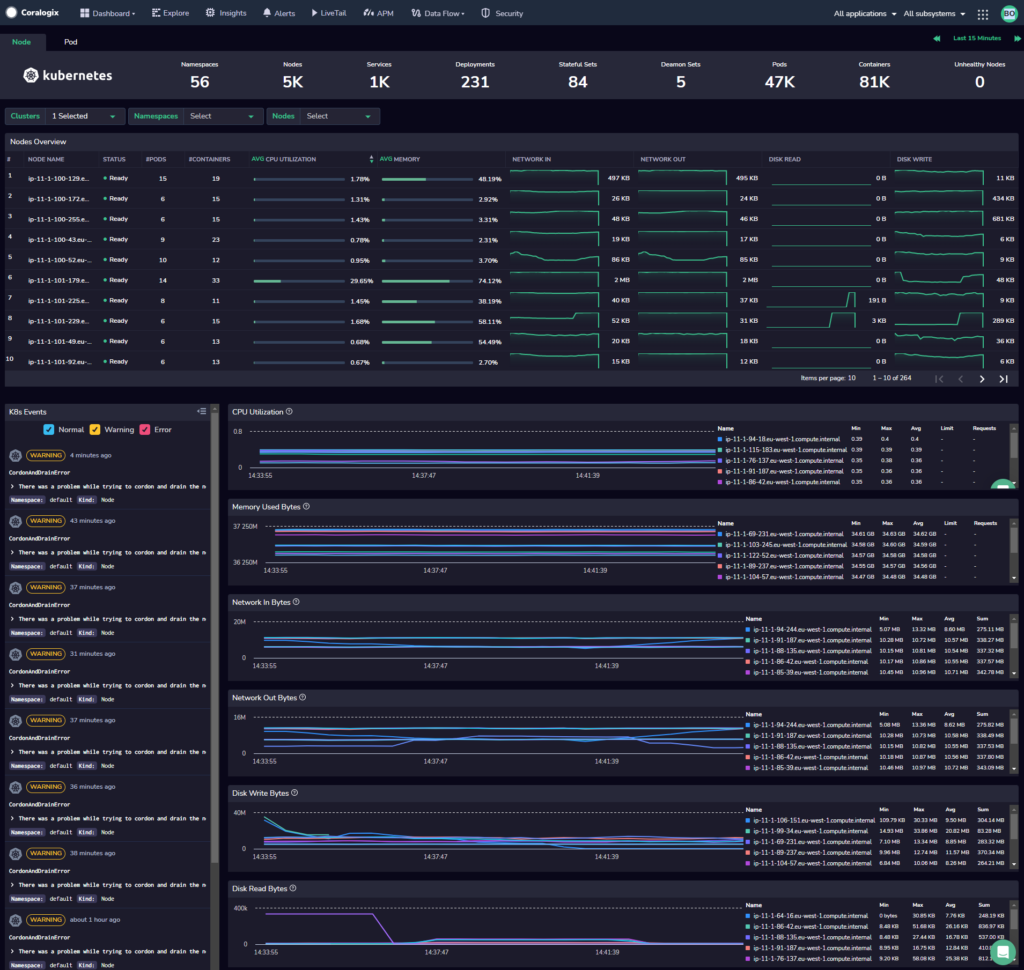 Coralogix Dashboard Explore Insights Alerts LiveTail APM Data Flow Security All applications All subsystems BO
Node Pod Last 15 Minutes
kubernetes
Namespaces Nodes Services Deployments Stateful Sets Deamon Sets Pods Containers Unhealthy Nodes
56 5K 1K 231 84 5 47K 81K 0
Clusters 1 Selected Namespaces Select Nodes Select
Nodes Overview
# NODE NAME STATUS #PODS #CONTAINERS AVG CPU UTILIZATION AVG MEMORY NETWORK IN NETWORK OUT DISK READ DISK WRITE
1 ip-11-1-100-129.e... Ready 15 19 1.78% 48.19% 497 KB 495 KB 0 B 11 KB
2 ip-11-1-100-172.e... Ready 6 15 1.31% 2.92% 26 KB 24 KB 0 B 434 KB
3 ip-11-1-100-255.e... Ready 6 15 1.43% 3.31% 48 KB 46 KB 0 B 681 KB
4 ip-11-1-100-43.eu-... Ready 9 23 0.78% 2.31% 19 KB 17 KB 0 B 6 KB
5 ip-11-1-100-52.eu-... Ready 10 12 0.95% 3.70% 86 KB 85 KB 0 B 9 KB
6 ip-11-1-101-179.e... Ready 14 33 29.65% 74.12% 2 MB 2 MB 0 B 48 KB
7 ip-11-1-101-225.e... Ready 8 11 1.45% 38.19% 40 KB 37 KB 191 B 9 KB
8 ip-11-1-101-229.e... Ready 6 15 1.68% 58.11% 52 KB 31 KB 3 KB 289 KB
9 ip-11-1-101-49.eu-... Ready 6 13 0.68% 54.49% 20 KB 18 KB 0 B 36 KB
10 ip-11-1-101-92.eu-... Ready 6 13 0.67% 2.70% 15 KB 12 KB 0 B 6 KB
Items per page: 10 1 – 10 of 264
K8s Events
Normal Warning Error
WARNING 4 minutes ago
CordonAndDrainError
There was a problem while trying to cordon and drain the n
Namespace: default Kind: Node
WARNING 43 minutes ago
CordonAndDrainError
There was a problem while trying to cordon and drain the n
Namespace: default Kind: Node
WARNING 37 minutes ago
CordonAndDrainError
There was a problem while trying to cordon and drain the n
Namespace: default Kind: Node
WARNING 31 minutes ago
CordonAndDrainError
There was a problem while trying to cordon and drain the n
Namespace: default Kind: Node
WARNING 37 minutes ago
CordonAndDrainError
There was a problem while trying to cordon and drain the n
Namespace: default Kind: Node
WARNING 36 minutes ago
CordonAndDrainError
There was a problem while trying to cordon and drain the n
Namespace: default Kind: Node
WARNING 38 minutes ago
CordonAndDrainError
There was a problem while trying to cordon and drain the n
Namespace: default Kind: Node
WARNING about 1 hour ago
CordonAndDrainError
There was a problem while trying to cordon and drain the n
Namespace: default Kind: Node
CPU Utilization
0.8
0
14:33:55 14:37:47 14:41:39
Name Min Max Avg Limit Requests
ip-11-1-94-18.eu-west-1.compute.internal 0.39 0.4 0.4 - -
ip-11-1-115-183.eu-west-1.compute.internal 0.39 0.39 0.39 - -
ip-11-1-76-137.eu-west-1.compute.internal 0.35 0.38 0.36 - -
ip-11-1-91-187.eu-west-1.compute.internal 0.35 0.36 0.36 - -
ip-11-1-86-42.eu-west-1.compute.internal 0.35 0.36 0.36 - -
Memory Used Bytes
37 250M
36 250M
14:33:55 14:37:47 14:41:39
Name Min Max Avg Limit Requests
ip-11-1-69-231.eu-west-1.compute.internal 34.61 GB 34.63 GB 34.62 GB - -
ip-11-1-103-245.eu-west-1.compute.internal 34.58 GB 34.60 GB 34.59 GB - -
ip-11-1-122-52.eu-west-1.compute.internal 34.57 GB 34.58 GB 34.58 GB - -
ip-11-1-89-237.eu-west-1.compute.internal 34.55 GB 34.57 GB 34.56 GB - -
ip-11-1-104-57.eu-west-1.compute.internal 34.47 GB 34.48 GB 34.48 GB - -
Network In Bytes
20M
0
14:33:55 14:37:47 14:41:39
Name Min Max Avg Sum
ip-11-1-94-244.eu-west-1.compute.internal 5.07 MB 13.32 MB 8.60 MB 275.11 MB
ip-11-1-91-187.eu-west-1.compute.internal 10.28 MB 10.72 MB 10.57 MB 338.27 MB
ip-11-1-88-135.eu-west-1.compute.internal 10.15 MB 10.81 MB 10.54 MB 337.32 MB
ip-11-1-86-42.eu-west-1.compute.internal 10.17 MB 10.86 MB 10.55 MB 337.57 MB
ip-11-1-85-39.eu-west-1.compute.internal 10.45 MB 10.96 MB 10.71 MB 342.78 MB
Network Out Bytes
16M
0
14:33:55 14:37:47 14:41:39
Name Min Max Avg Sum
ip-11-1-94-244.eu-west-1.compute.internal 5.08 MB 13.36 MB 8.62 MB 275.82 MB
ip-11-1-91-187.eu-west-1.compute.internal 10.28 MB 10.73 MB 10.58 MB 338.49 MB
ip-11-1-88-135.eu-west-1.compute.internal 10.15 MB 10.82 MB 10.55 MB 337.53 MB
ip-11-1-86-42.eu-west-1.compute.internal 10.18 MB 10.87 MB 10.56 MB 337.80 MB
ip-11-1-85-39.eu-west-1.compute.internal 10.46 MB 10.97 MB 10.72 MB 343.09 MB
Disk Write Bytes
40M
0
14:33:55 14:37:47 14:41:39
Name Min Max Avg Sum
ip-11-1-106-151.eu-west-1.compute.internal 109.79 KB 30.33 MB 9.50 MB 304.14 MB
ip-11-1-99-34.eu-west-1.compute.internal 14.93 MB 33.86 MB 20.82 MB 83.28 MB
ip-11-1-69-231.eu-west-1.compute.internal 7.10 MB 13.34 MB 8.85 MB 283.32 MB
ip-11-1-89-237.eu-west-1.compute.internal 9.96 MB 12.74 MB 11.57 MB 370.34 MB
ip-11-1-104-57.eu-west-1.compute.internal 6.84 MB 10.06 MB 8.26 MB 264.21 MB
Disk Read Bytes
400k
0
14:33:55 14:37:47 14:41:39
Name Min Max Avg Sum
ip-11-1-64-16.eu-west-1.compute.internal 0 bytes 30.85 KB 7.76 KB 248.19 KB
ip-11-1-86-42.eu-west-1.compute.internal 8.48 KB 51.68 KB 26.18 KB 838.97 KB
ip-11-1-88-135.eu-west-1.compute.internal 8.48 KB 27.44 KB 16.78 KB 537.00 KB
ip-11-1-91-187.eu-west-1.compute.internal 8.95 KB 16.75 KB 12.84 KB 410.
ip-11-1-76-137.eu-west-1.compute.internal 9.20 KB 58.08 KB 25.38 KB 812.